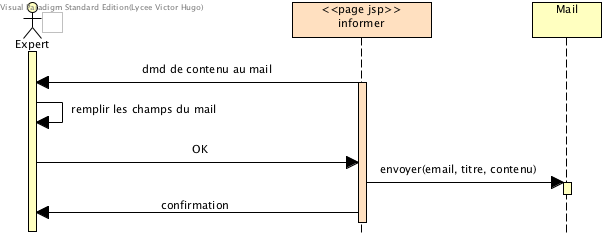 Visual Paradigm Standard Edition(Lycee Victor Hugo)
<<page jsp>>
informer
Mail
Expert
dmd de contenu au mail
remplir les champs du mail
OK
envoyer(email, titre, contenu)
confirmation